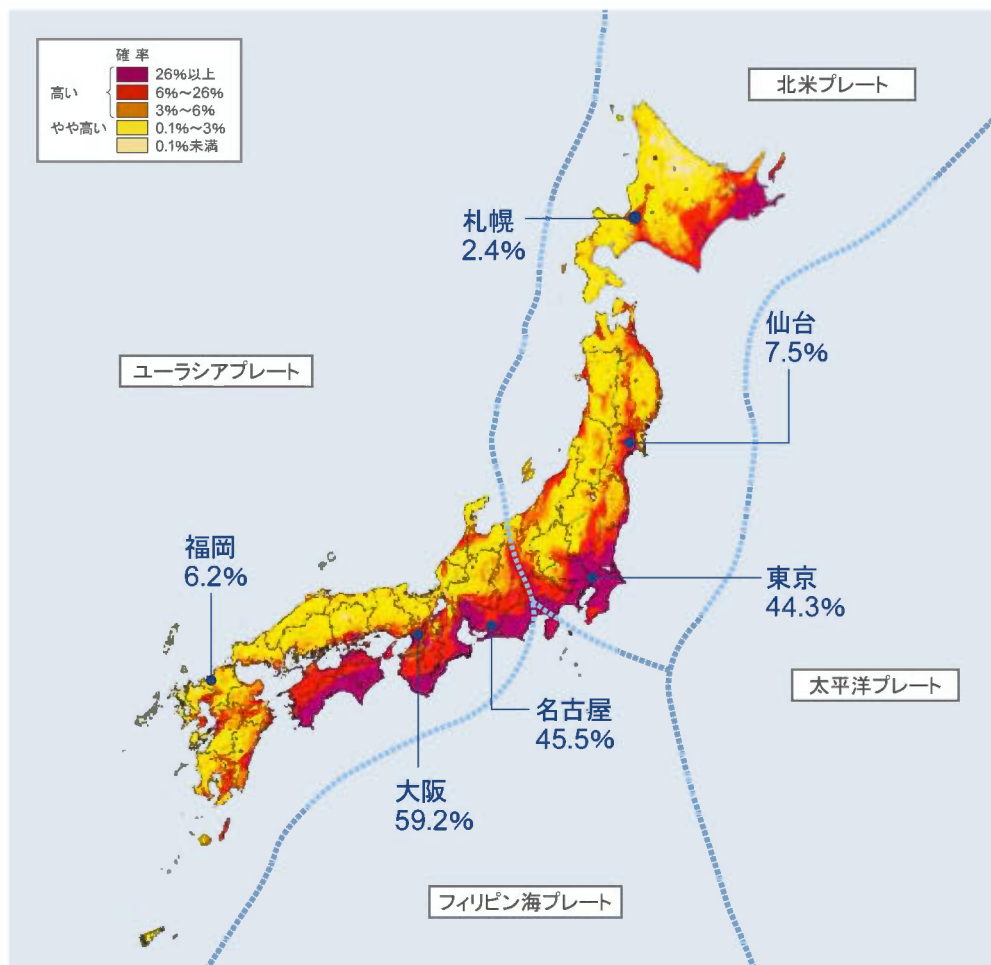 確 率
高い
26%以上
6%～26%
3%～6%
やや高い
0.1%～3%
0.1%未満
北米プレート
札幌
2.4%
仙台
7.5%
ユーラシアプレート
福岡
6.2%
東京
44.3%
太平洋プレート
名古屋
45.5%
大阪
59.2%
フィリピン海プレート